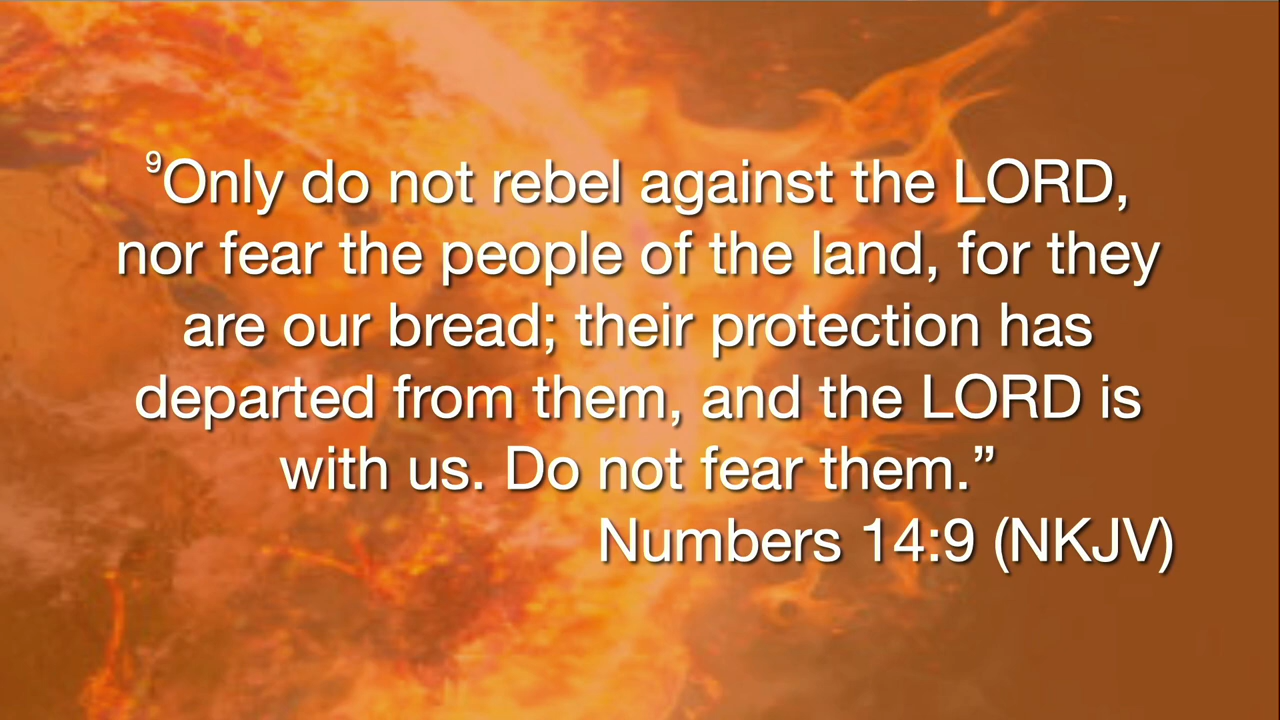 ⁹Only do not rebel against the LORD,
nor fear the people of the land, for they
are our bread; their protection has
departed from them, and the LORD is
with us. Do not fear them.”
Numbers 14:9 (NKJV)